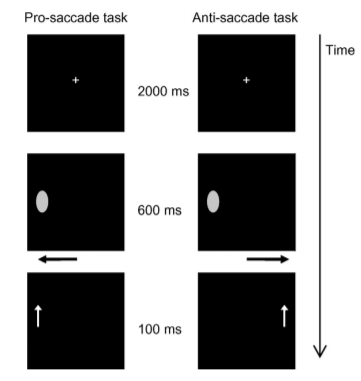 Pro-saccade task
Anti-saccade task
Time
2000 ms
600 ms
100 ms